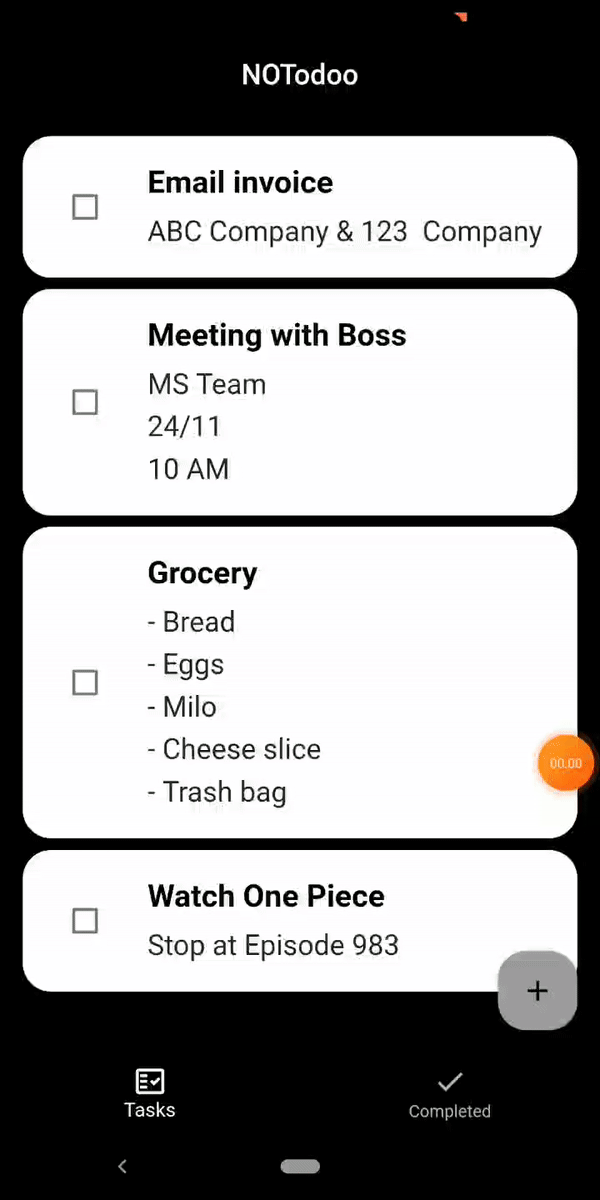 NOTodoo
Email invoice
ABC Company & 123  Company
Meeting with Boss
MS Team
24/11
10 AM
Grocery
- Bread
- Eggs
- Milo
- Cheese slice
- Trash bag
00:00
Watch One Piece
Stop at Episode 983
+
Tasks
Completed